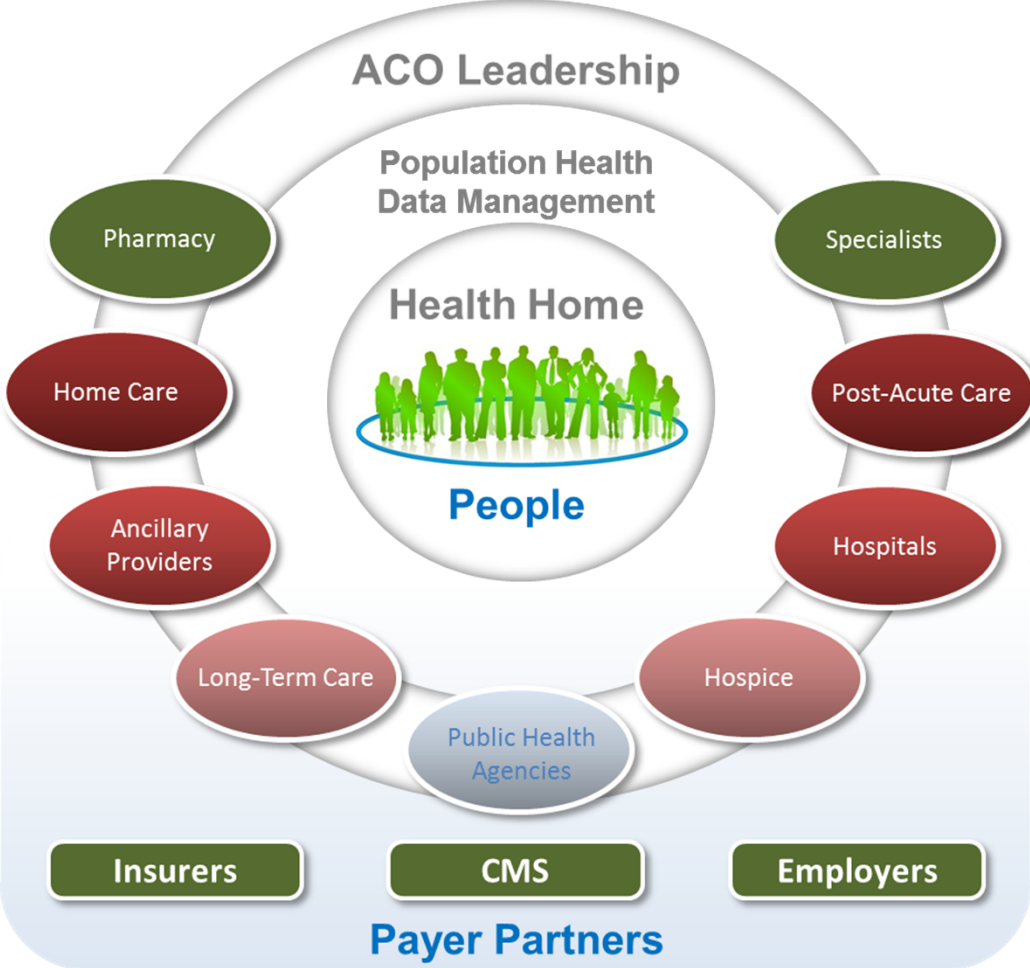 ACO Leadership
Population Health
Data Management
Pharmacy
Specialists
Health Home
Home Care
Post-Acute Care
People
Ancillary
Providers
Hospitals
Long-Term Care
Hospice
Public Health
Agencies
Insurers
CMS
Employers
Payer Partners